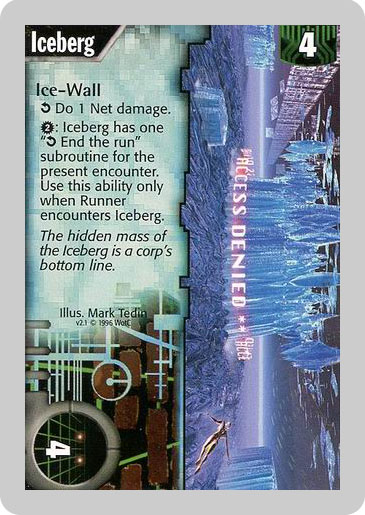 Iceberg
4
Ice-Wall
Do 1 Net damage.
2: Iceberg has one
" End the run"
subroutine for the
present encounter.
Use this ability only
when Runner
encounters Iceberg.
The hidden mass of
the Iceberg is a corp's
bottom line.
Illus. Mark Tedin
v2.1 © 1996 WotC
4
ACCESS DENIED **